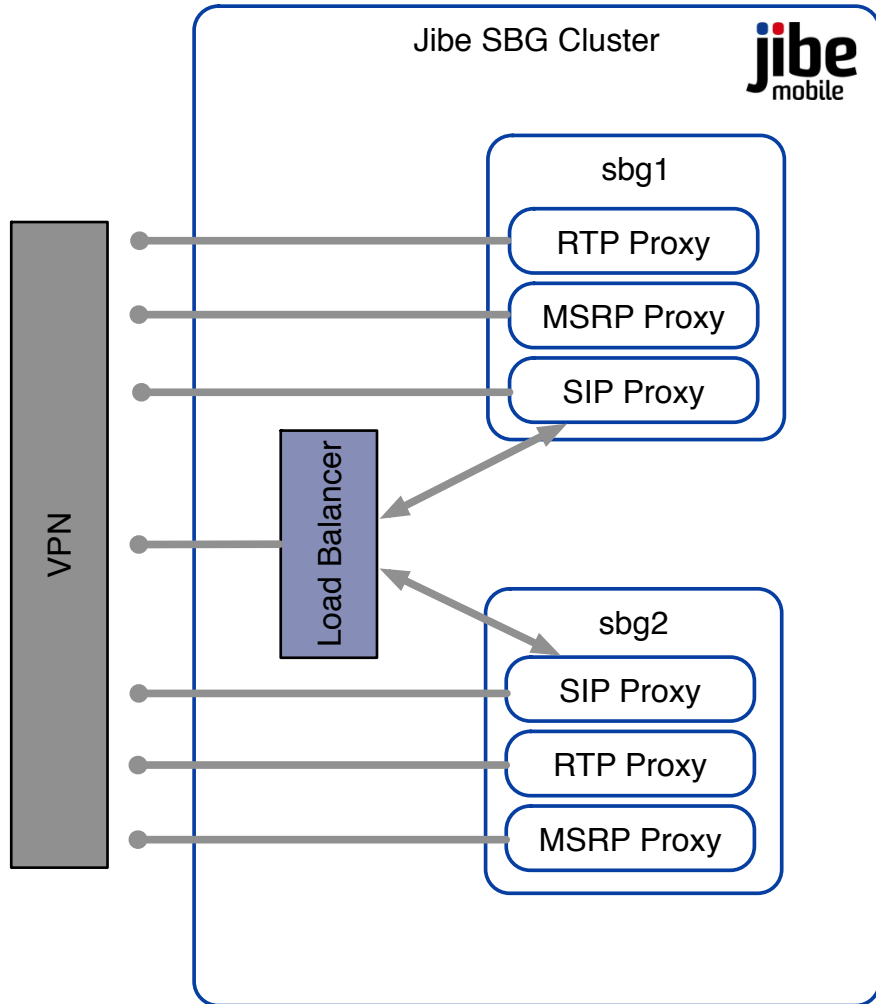 Jibe SBG Cluster
jibe
mobile
sbg1
RTP Proxy
MSRP Proxy
SIP Proxy
VPN
Load Balancer
sbg2
SIP Proxy
RTP Proxy
MSRP Proxy